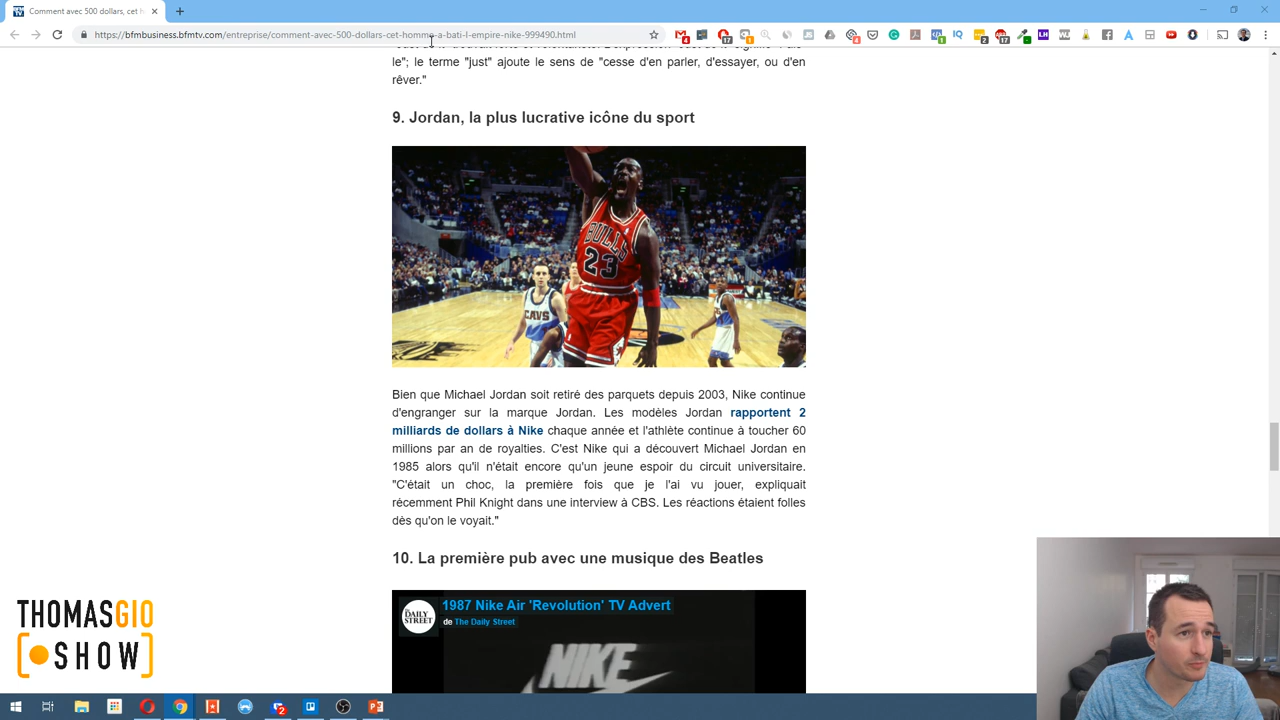 Comment avec 500 dollars, cet h
https://bfmbusiness.bfmtv.com/entreprise/comment-avec-500-dollars-cet-homme-a-bati-l-empire-nike-999490.html
le"; le terme "just" ajoute le sens de "cesse d'en parler, d'essayer, ou d'en
rêver."
9. Jordan, la plus lucrative icône du sport
BULLS
23
CAVS
Bien que Michael Jordan soit retiré des parquets depuis 2003, Nike continue
d'engranger sur la marque Jordan. Les modèles Jordan rapportent 2
milliards de dollars à Nike chaque année et l'athlète continue à toucher 60
millions par an de royalties. C'est Nike qui a découvert Michael Jordan en
1985 alors qu'il n'était encore qu'un jeune espoir du circuit universitaire.
"C'était un choc, la première fois que je l'ai vu jouer, expliquait
récemment Phil Knight dans une interview à CBS. Les réactions étaient folles
dès qu'on le voyait."
10. La première pub avec une musique des Beatles
DAILY
STREET
1987 Nike Air 'Revolution' TV Advert
de The Daily Street
NIKE
THOMASGIO
SHOW